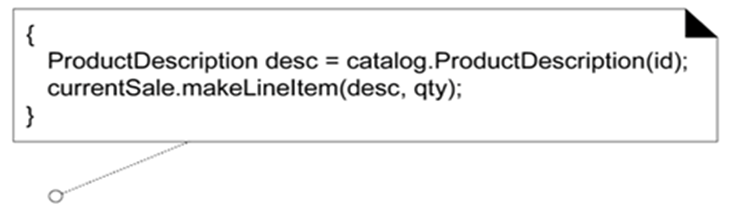 {
ProductDescription desc = catalog.ProductDescription(id);
currentSale.makeLineItem(desc, qty);
}